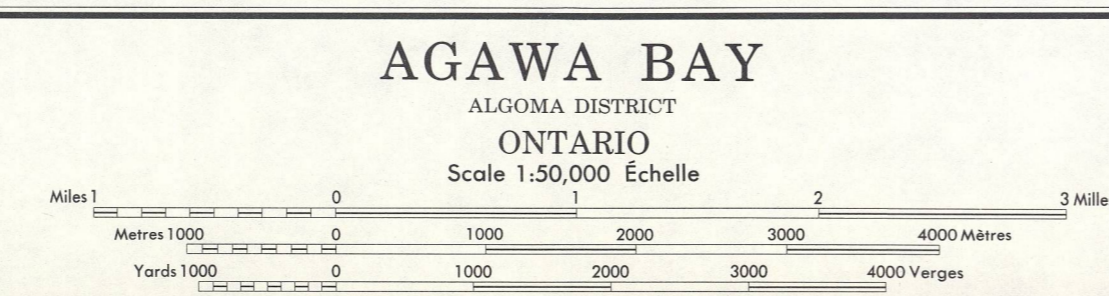 AGAWA BAY
ALGOMA DISTRICT
ONTARIO
Scale 1:50,000 Échelle
Miles 1 0 1 2 3 Mille
Metres 1000 0 1000 2000 3000 4000 Mètres
Yards 1000 0 1000 2000 3000 4000 Verges